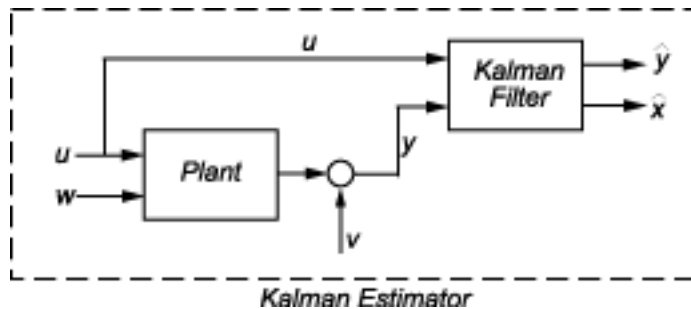 u
Kalman
Filter
ŷ
x̂
u
Plant
y
w
v
Kalman Estimator